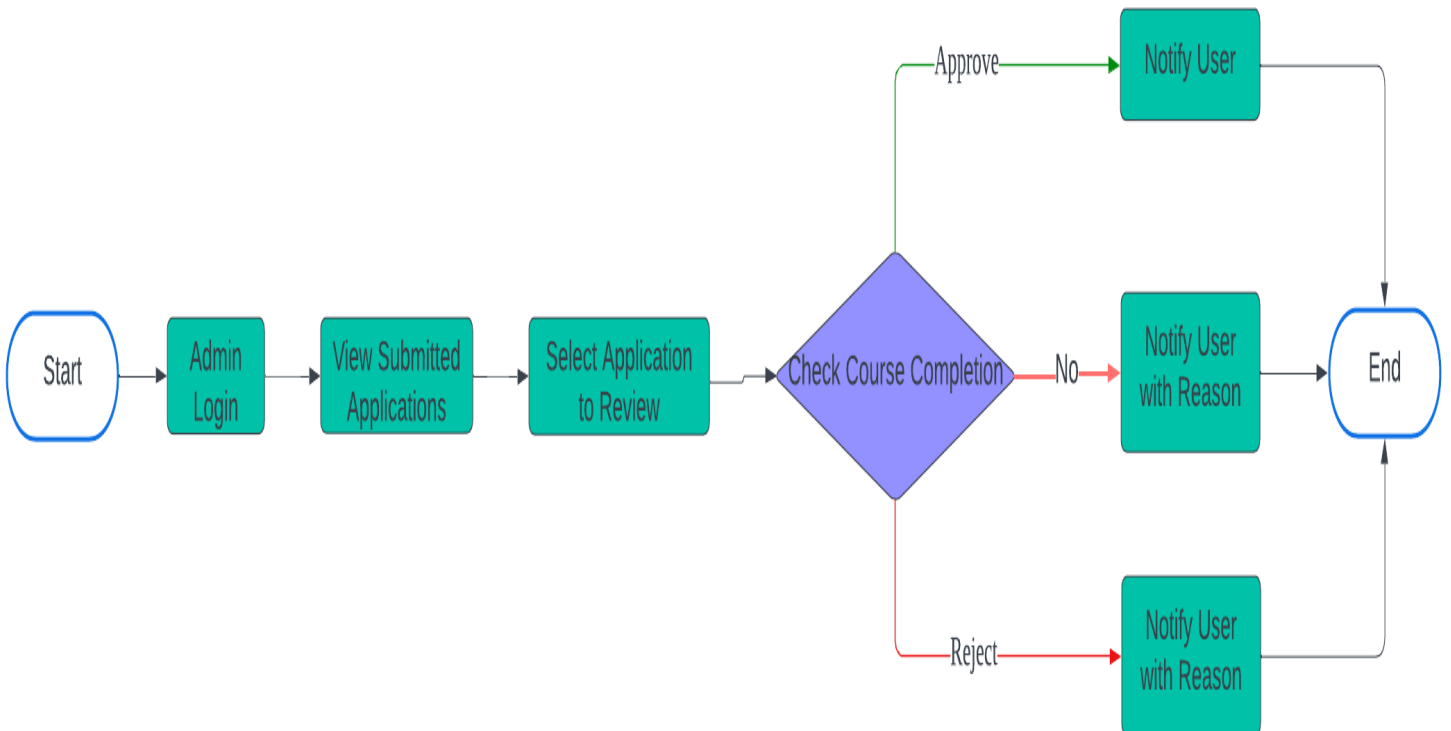 Start
Admin
Login
View Submitted
Applications
Select Application
to Review
Check Course Completion
Approve
Notify User
No
Notify User
with Reason
Reject
Notify User
with Reason
End